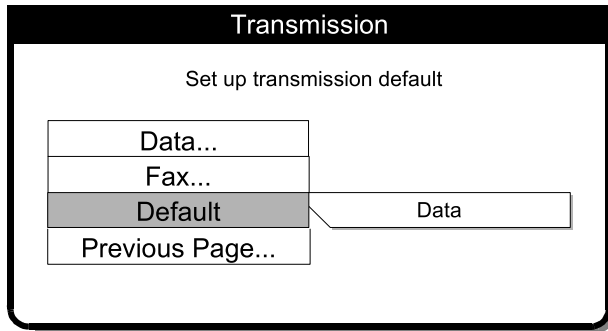 Transmission
Set up transmission default
Data...
Fax...
Default
Data
Previous Page...